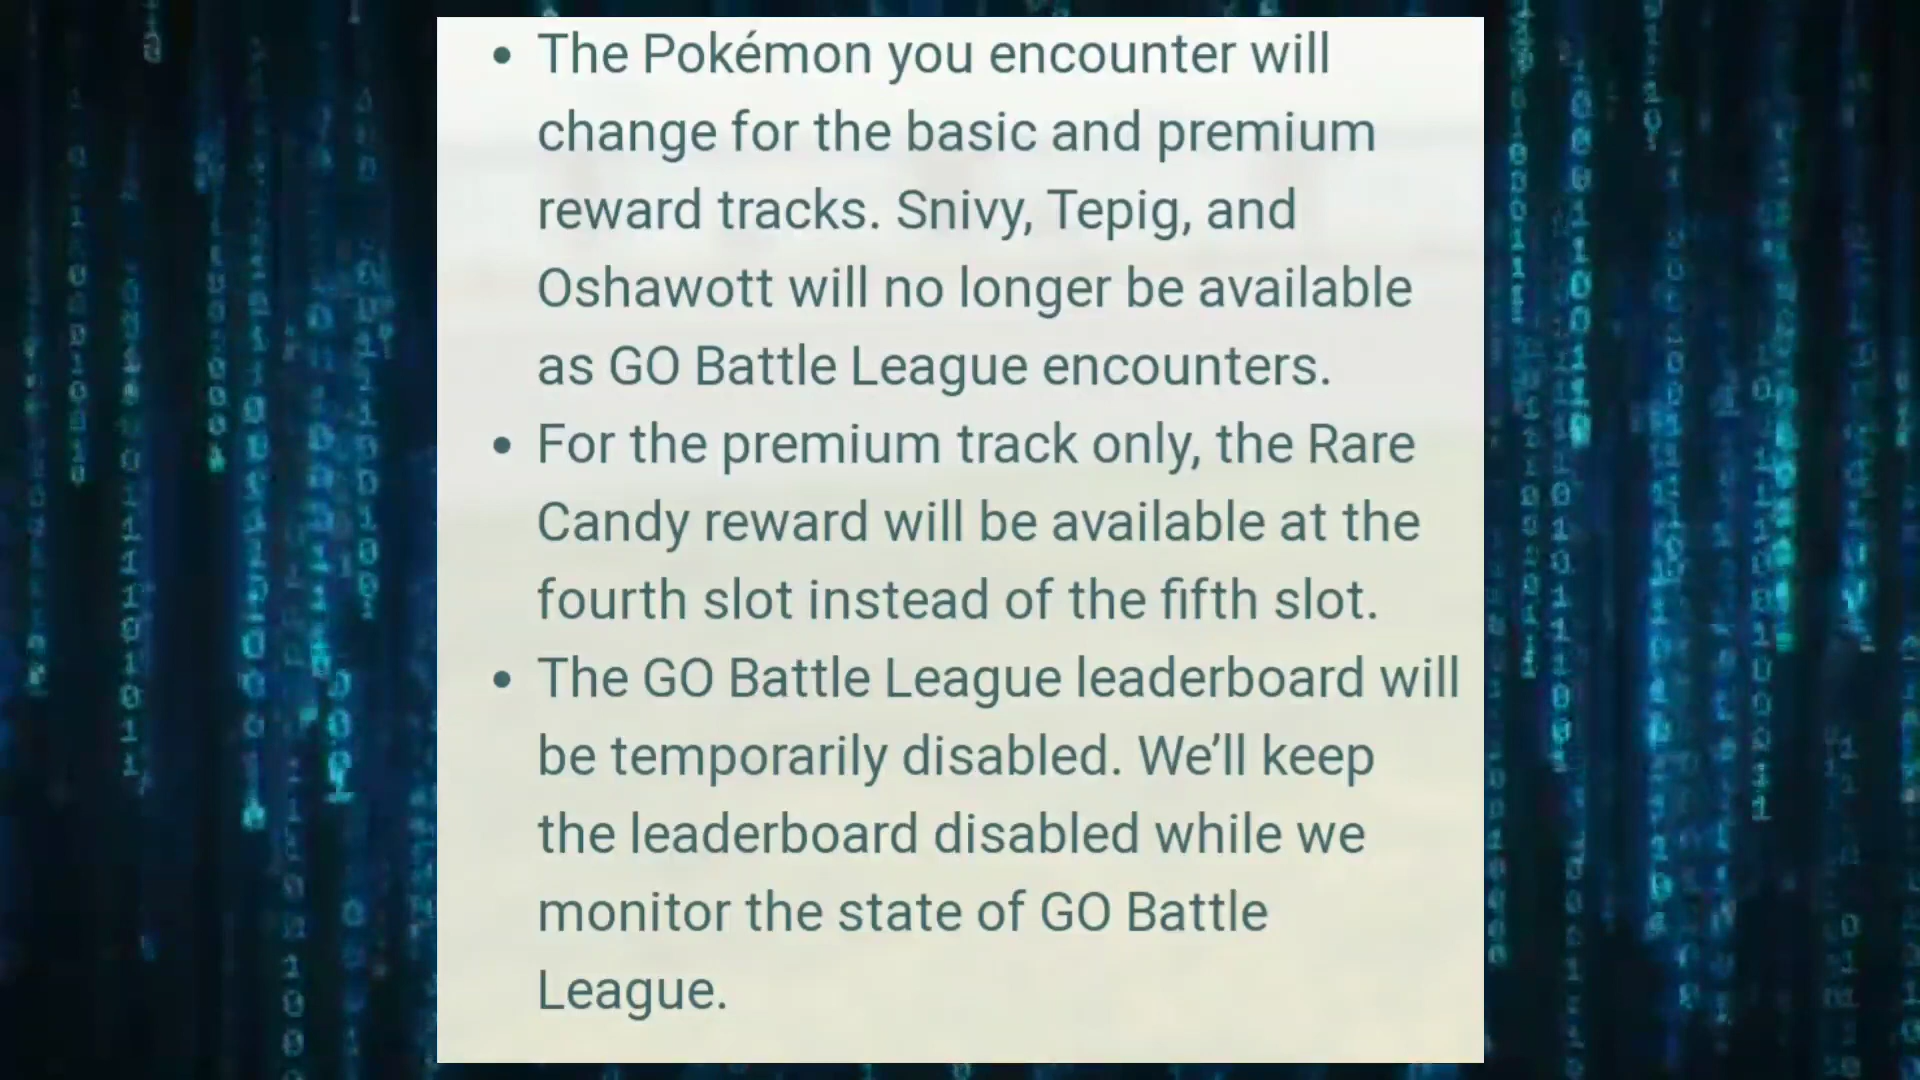 • The Pokémon you encounter will
change for the basic and premium
reward tracks. Snivy, Tepig, and
Oshawott will no longer be available
as GO Battle League encounters.
• For the premium track only, the Rare
Candy reward will be available at the
fourth slot instead of the fifth slot.
• The GO Battle League leaderboard will
be temporarily disabled. We’ll keep
the leaderboard disabled while we
monitor the state of GO Battle
League.